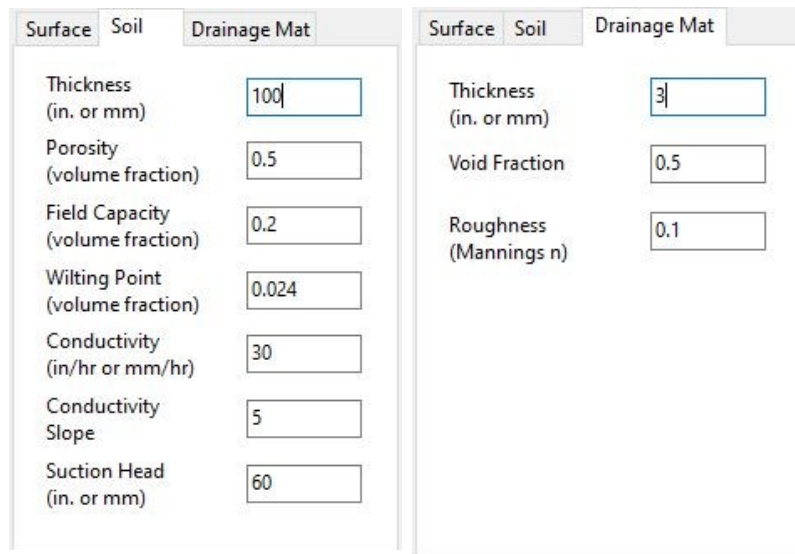 Surface Soil Drainage Mat
Thickness
(in. or mm)
100
Porosity
(volume fraction)
0.5
Field Capacity
(volume fraction)
0.2
Wilting Point
(volume fraction)
0.024
Conductivity
(in/hr or mm/hr)
30
Conductivity
Slope
5
Suction Head
(in. or mm)
60
Surface Soil Drainage Mat
Thickness
(in. or mm)
3
Void Fraction
0.5
Roughness
(Mannings n)
0.1